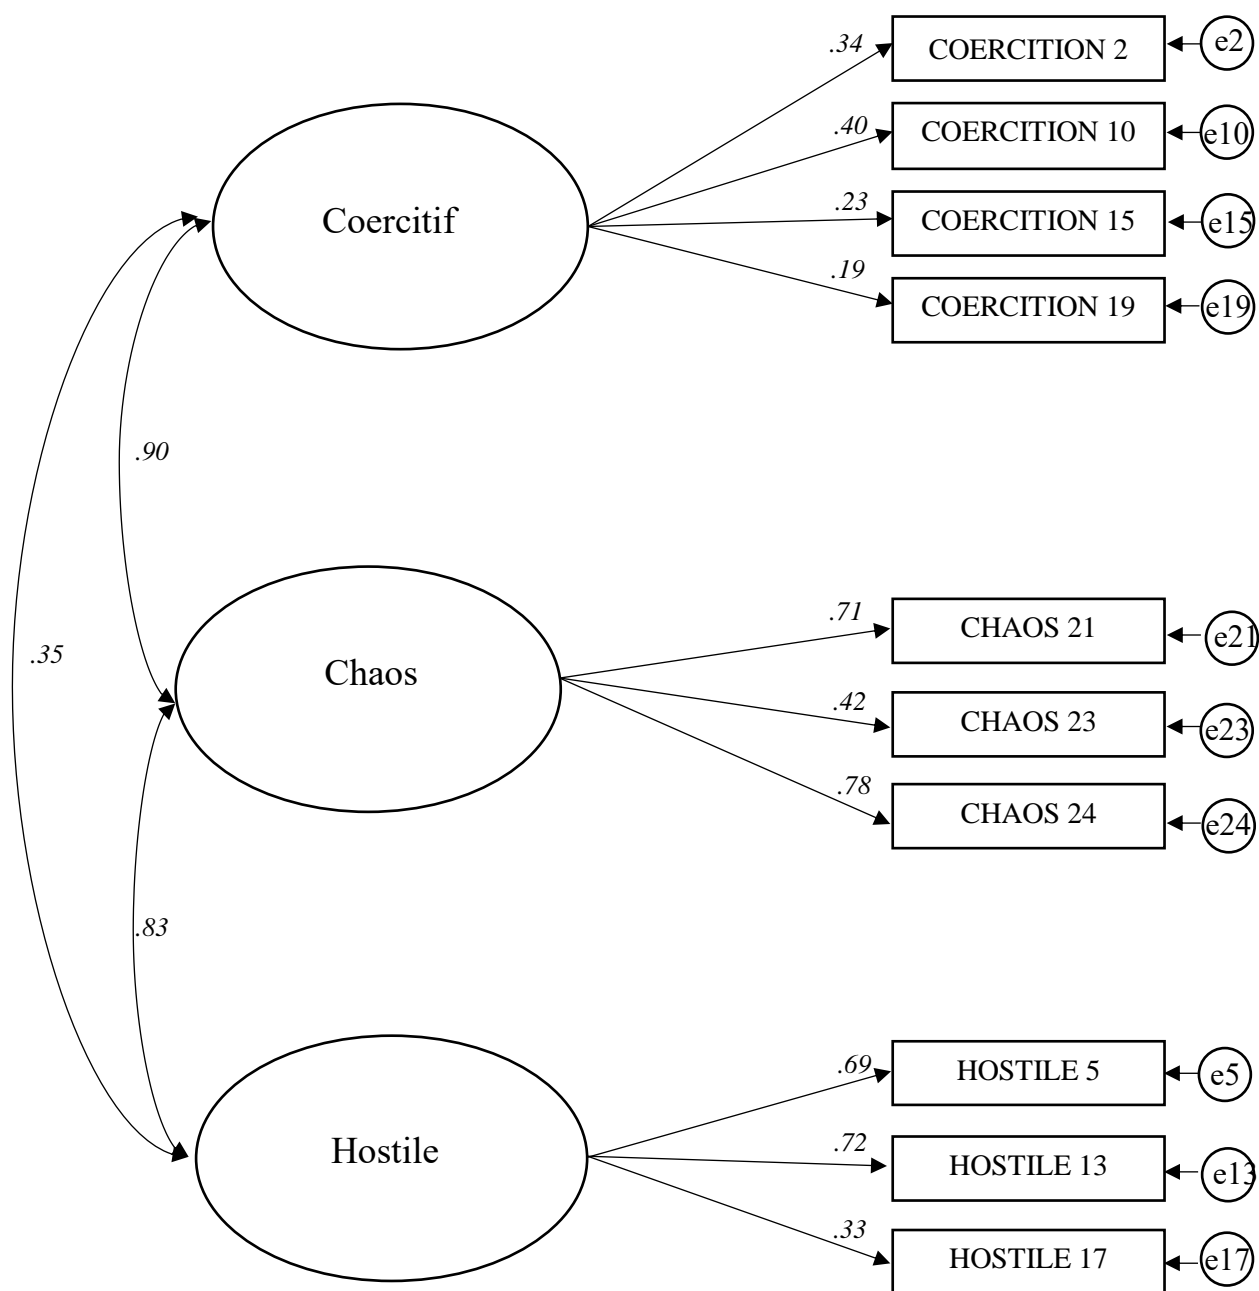 .34
COERCITION 2
e2
.40
COERCITION 10
e10
Coercitif
.23
COERCITION 15
e15
.19
COERCITION 19
e19
.90
.35
Chaos
.71
CHAOS 21
e21
.42
CHAOS 23
e23
.78
CHAOS 24
e24
.83
Hostile
.69
HOSTILE 5
e5
.72
HOSTILE 13
e13
.33
HOSTILE 17
e17